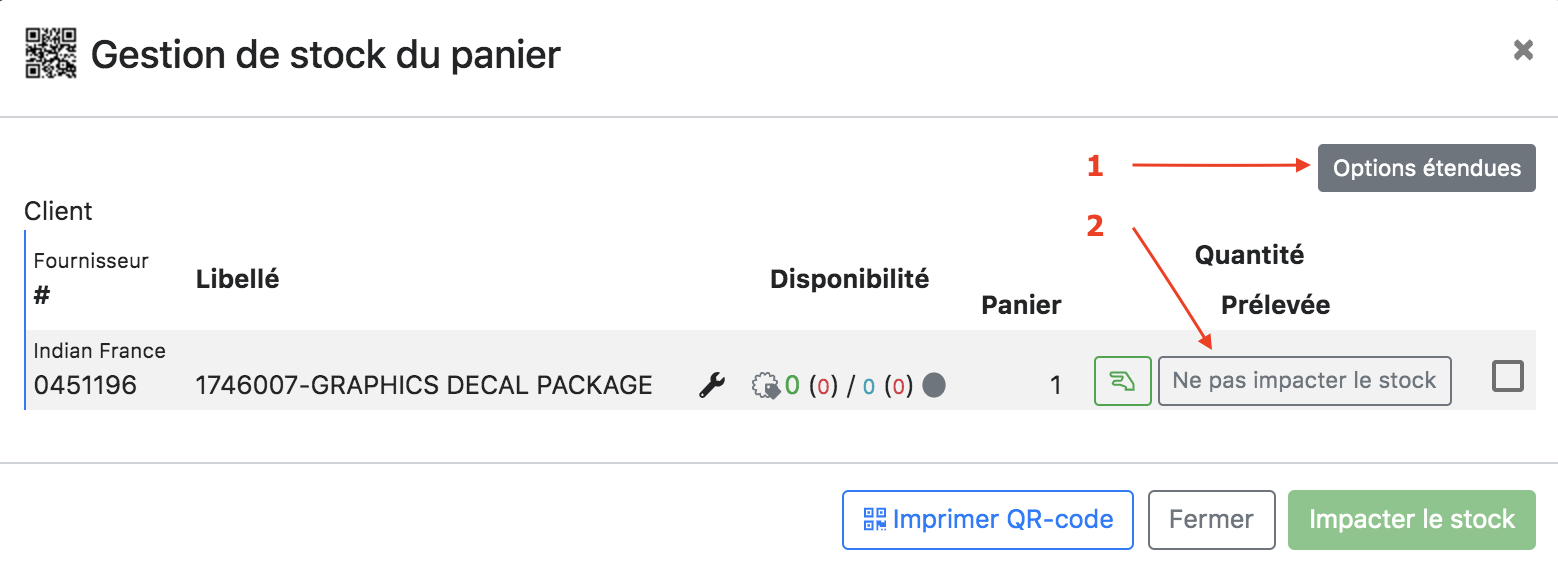 Gestion de stock du panier
1
Options étendues
Client
2
Fournisseur
#
Libellé
Disponibilité
Quantité
Panier
Prélevée
Indian France
0451196
1746007-GRAPHICS DECAL PACKAGE
0 (0) / 0 (0)
1
Ne pas impacter le stock
Imprimer QR-code
Fermer
Impacter le stock